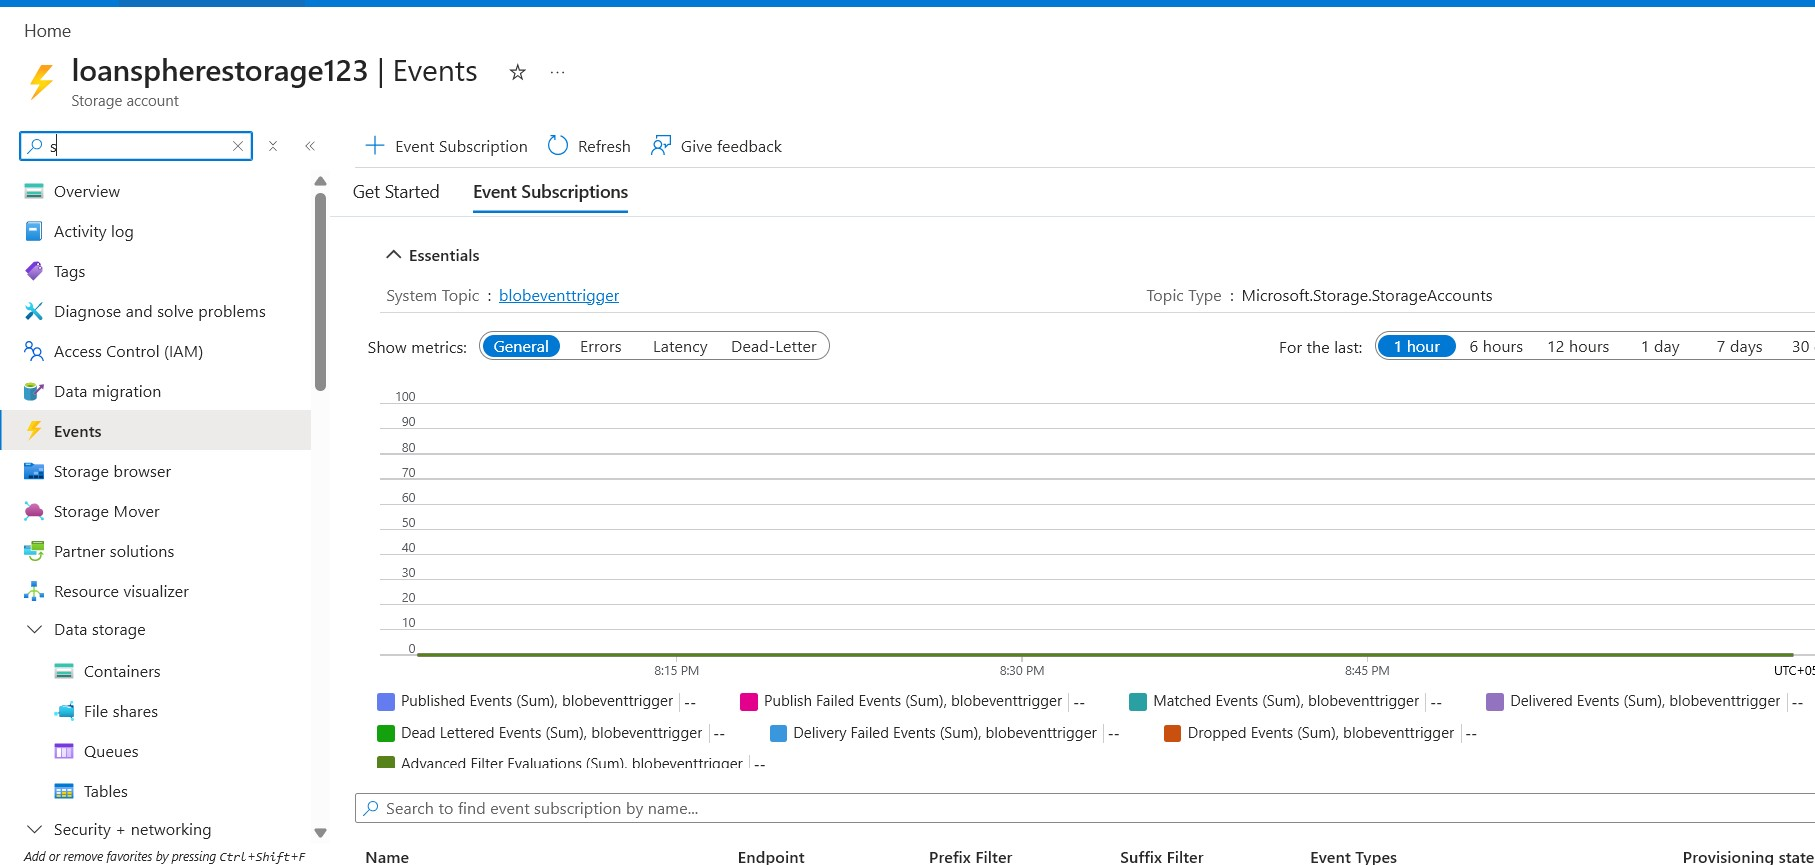 Home
loanspherestorage123 | Events
Storage account
s
Overview
Activity log
Tags
Diagnose and solve problems
Access Control (IAM)
Data migration
Events
Storage browser
Storage Mover
Partner solutions
Resource visualizer
Data storage
Containers
File shares
Queues
Tables
Security + networking
Add or remove favorites by pressing Ctrl+Shift+F
Event Subscription Refresh Give feedback
Get Started Event Subscriptions
Essentials
System Topic : blobeventtrigger Topic Type : Microsoft.Storage.StorageAccounts
Show metrics: General Errors Latency Dead-Letter For the last: 1 hour 6 hours 12 hours 1 day 7 days 30
100
90
80
70
60
50
40
30
20
10
0
8:15 PM 8:30 PM 8:45 PM UTC+05
Published Events (Sum), blobeventtrigger -- Publish Failed Events (Sum), blobeventtrigger -- Matched Events (Sum), blobeventtrigger -- Delivered Events (Sum), blobeventtrigger --
Dead Lettered Events (Sum), blobeventtrigger -- Delivery Failed Events (Sum), blobeventtrigger -- Dropped Events (Sum), blobeventtrigger --
Advanced Filter Evaluations (Sum), blobeventtrigger --
Search to find event subscription by name...
Name Endpoint Prefix Filter Suffix Filter Event Types Provisioning state